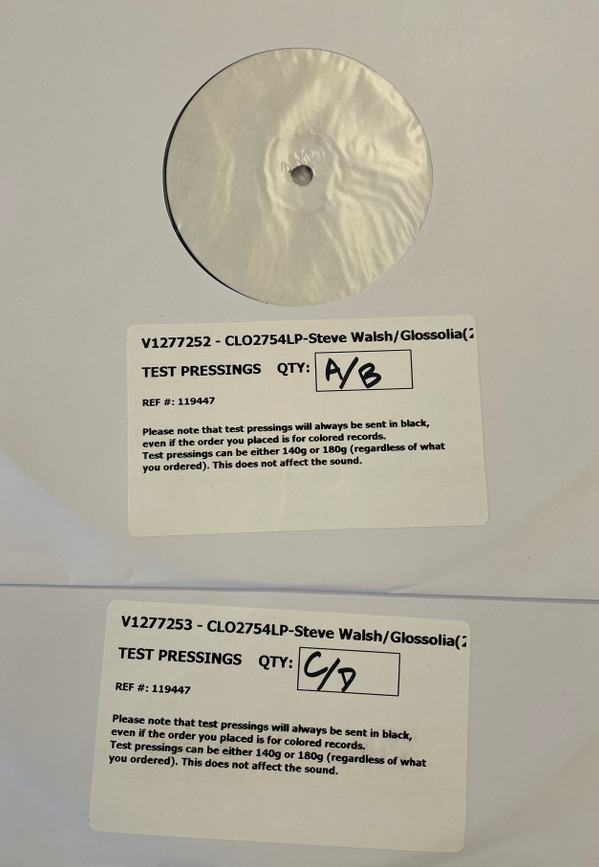 V1277252 - CLO2754LP-Steve Walsh/Glossolia(2
TEST PRESSINGS QTY: A/B
REF #: 119447
Please note that test pressings will always be sent in black,
even if the order you placed is for colored records.
Test pressings can be either 140g or 180g (regardless of what
you ordered). This does not affect the sound.
V1277253 - CLO2754LP-Steve Walsh/Glossolia(2
TEST PRESSINGS QTY: C/D
REF #: 119447
Please note that test pressings will always be sent in black,
even if the order you placed is for colored records.
Test pressings can be either 140g or 180g (regardless of what
you ordered). This does not affect the sound.